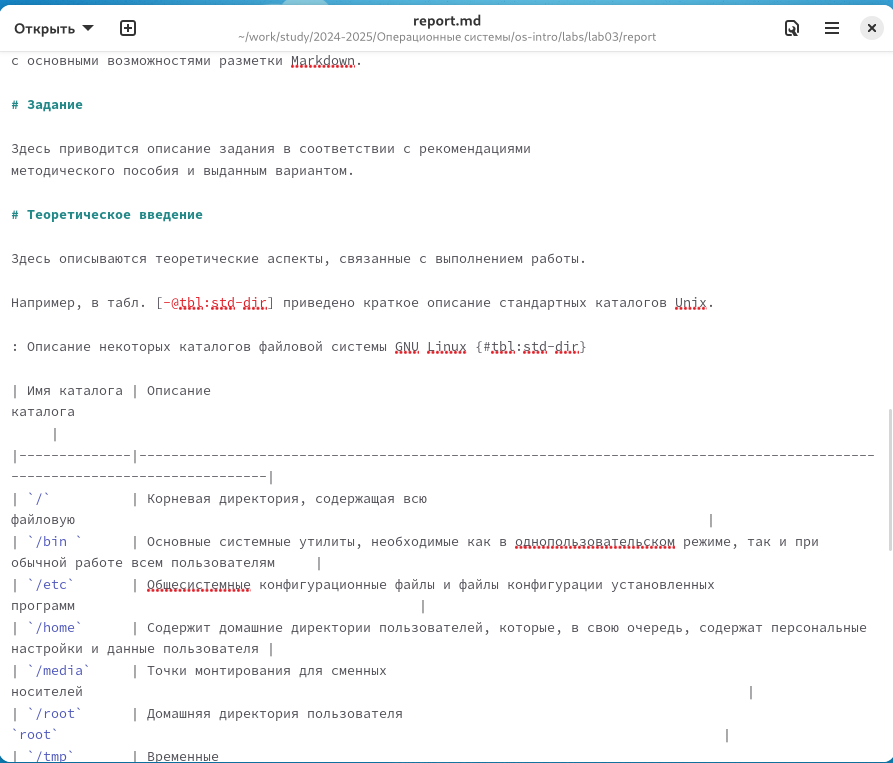 Открыть
report.md
~/work/study/2024-2025/Операционные системы/os-intro/labs/lab03/report
с основными возможностями разметки Markdown.
# Задание
Здесь приводится описание задания в соответствии с рекомендациями
методического пособия и выданным вариантом.
# Теоретическое введение
Здесь описываются теоретические аспекты, связанные с выполнением работы.
Например, в табл. [-@tbl:std-dir] приведено краткое описание стандартных каталогов Unix.
: Описание некоторых каталогов файловой системы GNU Linux {#tbl:std-dir}
| Имя каталога | Описание
каталога
|
|--------------|--------------------------------------------------------------------------------------------
--------------------------------|
| `/` | Корневая директория, содержащая всю
файловую |
| `/bin ` | Основные системные утилиты, необходимые как в однопользовательском режиме, так и при
обычной работе всем пользователям |
| `/etc` | Общесистемные конфигурационные файлы и файлы конфигурации установленных
программ |
| `/home` | Содержит домашние директории пользователей, которые, в свою очередь, содержат персональные
настройки и данные пользователя |
| `/media` | Точки монтирования для сменных
носителей |
| `/root` | Домашняя директория пользователя
`root` |
| `/tmp` | Временные